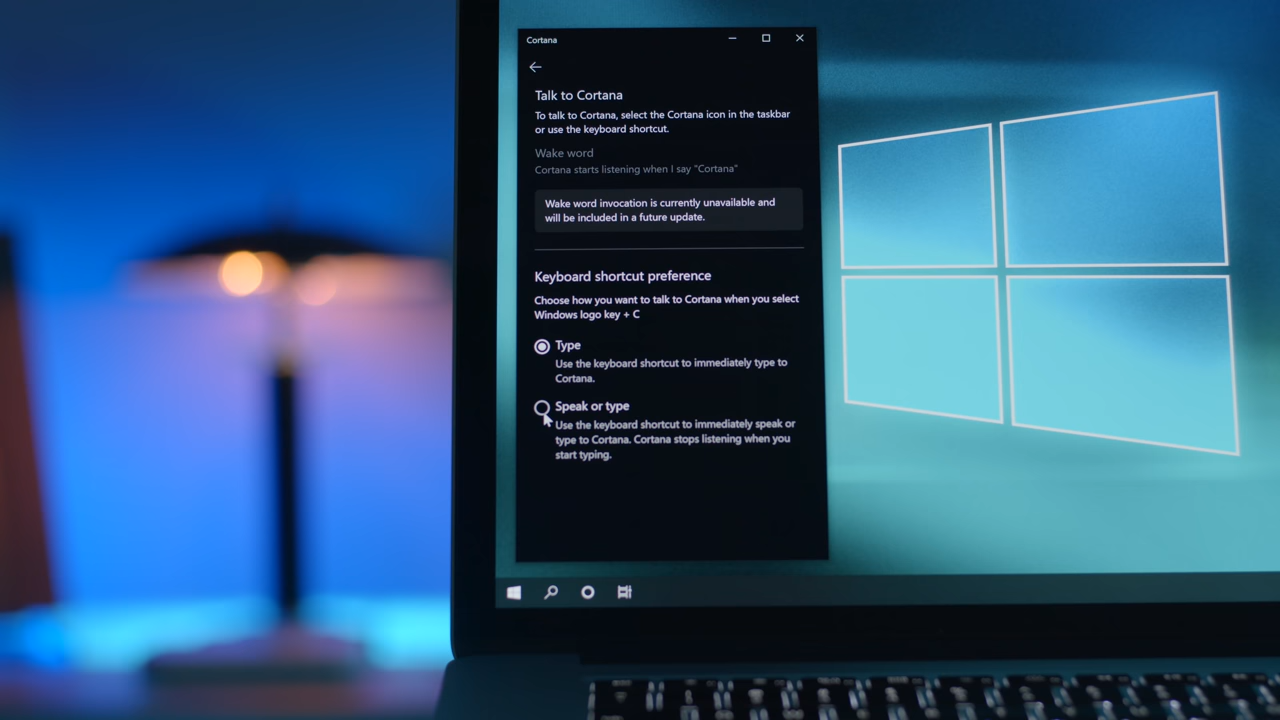 Cortana
Talk to Cortana
To talk to Cortana, select the Cortana icon in the taskbar
or use the keyboard shortcut.
Wake word
Cortana starts listening when I say "Cortana"
Wake word invocation is currently unavailable and
will be included in a future update.
Keyboard shortcut preference
Choose how you want to talk to Cortana when you select
Windows logo key + C
Type
Use the keyboard shortcut to immediately type to
Cortana.
Speak or type
Use the keyboard shortcut to immediately speak or
type to Cortana. Cortana stops listening when you
start typing.